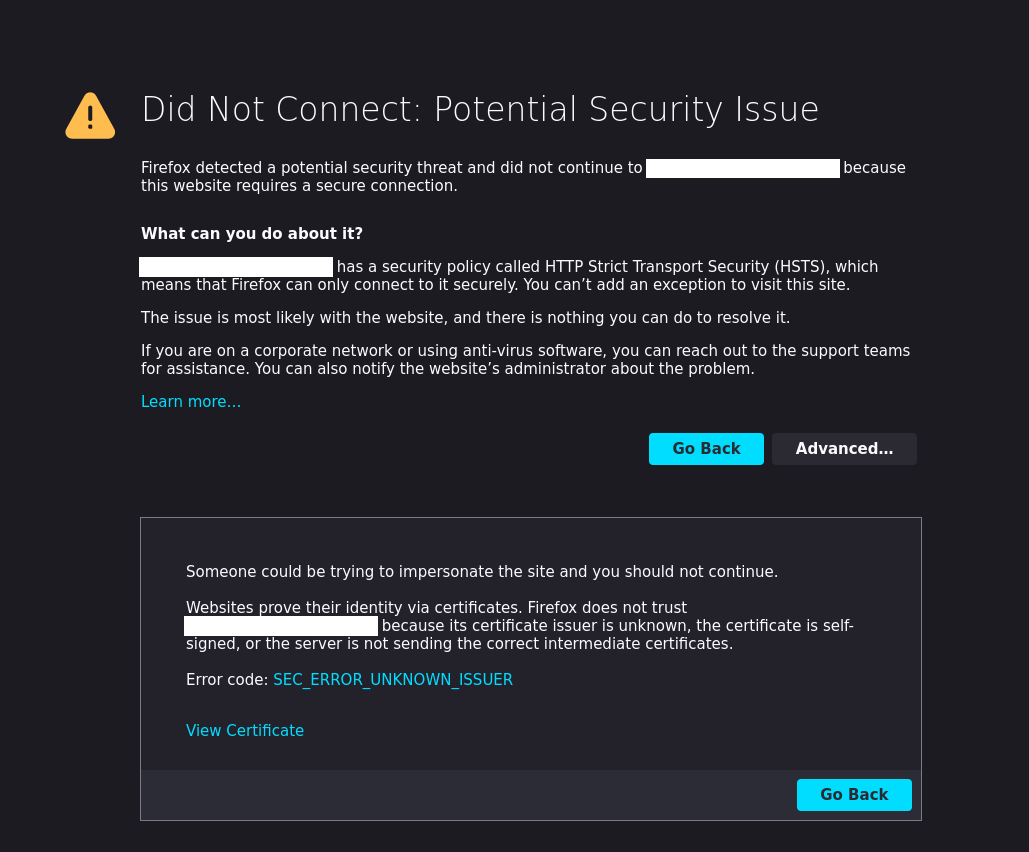 Did Not Connect: Potential Security Issue
Firefox detected a potential security threat and did not continue to because
this website requires a secure connection.
What can you do about it?
has a security policy called HTTP Strict Transport Security (HSTS), which
means that Firefox can only connect to it securely. You can’t add an exception to visit this site.
The issue is most likely with the website, and there is nothing you can do to resolve it.
If you are on a corporate network or using anti-virus software, you can reach out to the support teams
for assistance. You can also notify the website’s administrator about the problem.
Learn more…
Go Back Advanced…
Someone could be trying to impersonate the site and you should not continue.
Websites prove their identity via certificates. Firefox does not trust
because its certificate issuer is unknown, the certificate is self-
signed, or the server is not sending the correct intermediate certificates.
Error code: SEC_ERROR_UNKNOWN_ISSUER
View Certificate
Go Back